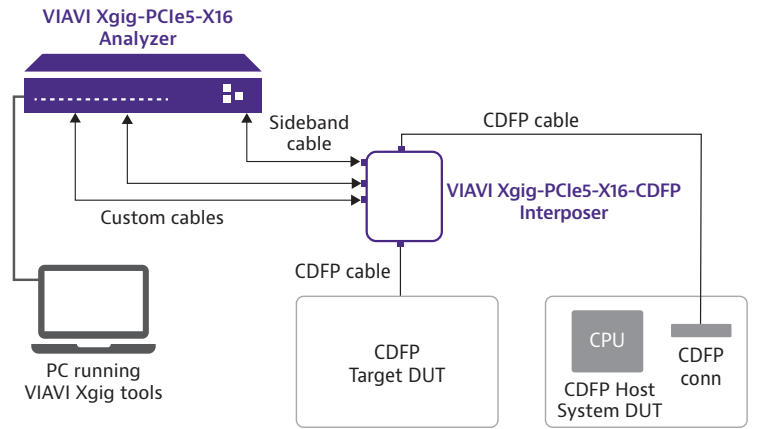 VIAVI Xgig-PCIe5-X16
Analyzer
Sideband
cable
CDFP cable
VIAVI Xgig-PCIe5-X16-CDFP
Interposer
Custom cables
CDFP cable
PC running
VIAVI Xgig tools
CDFP
Target DUT
CPU
CDFP
conn
CDFP Host
System DUT